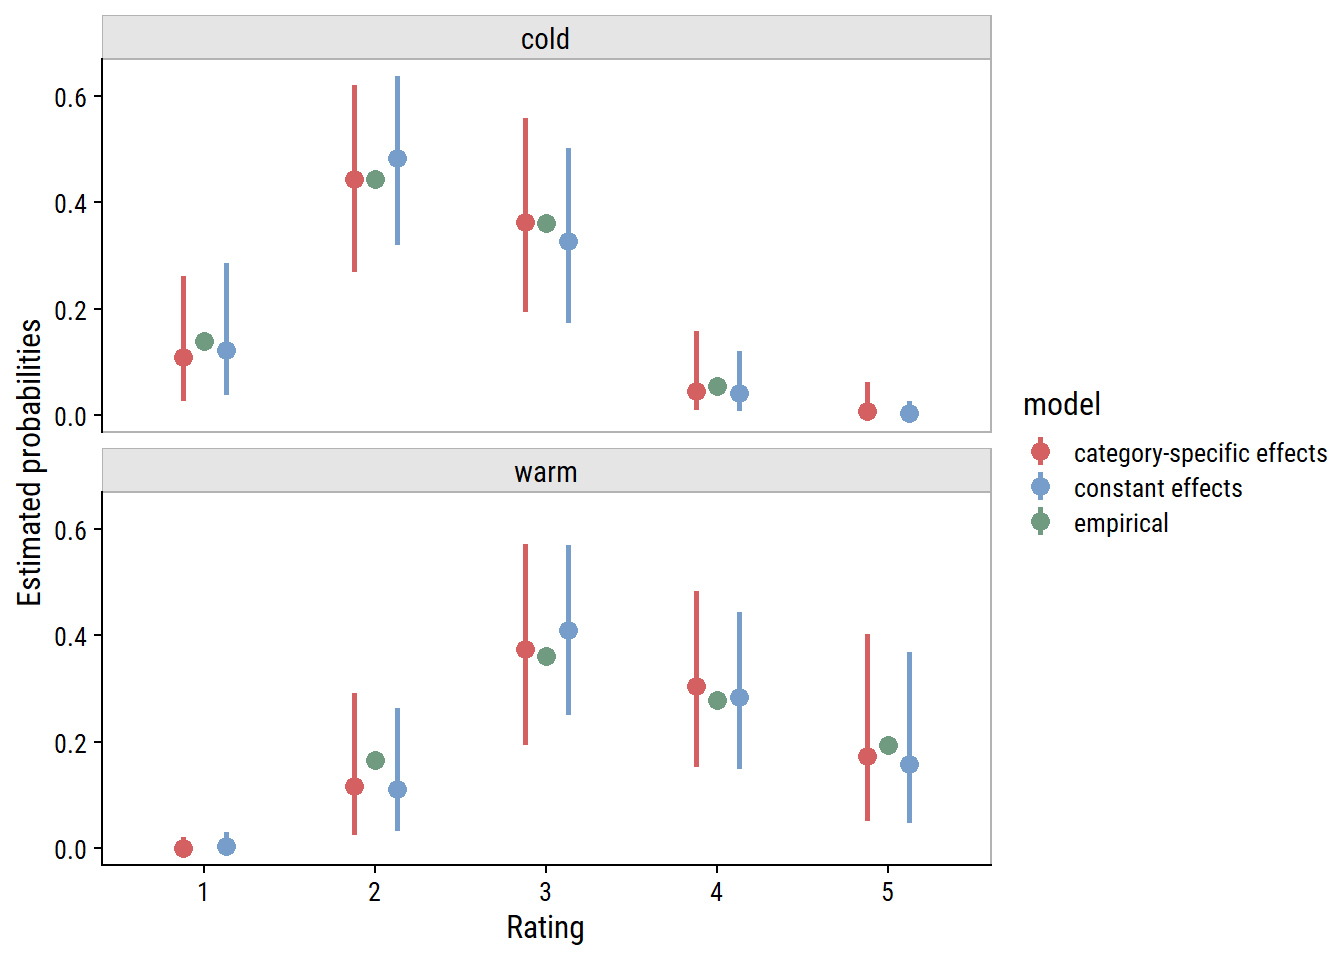 cold
0.6
0.4
0.2
0.0
warm
0.6
0.4
0.2
0.0
1 2 3 4 5
Rating
Estimated probabilities
model
category-specific effects
constant effects
empirical